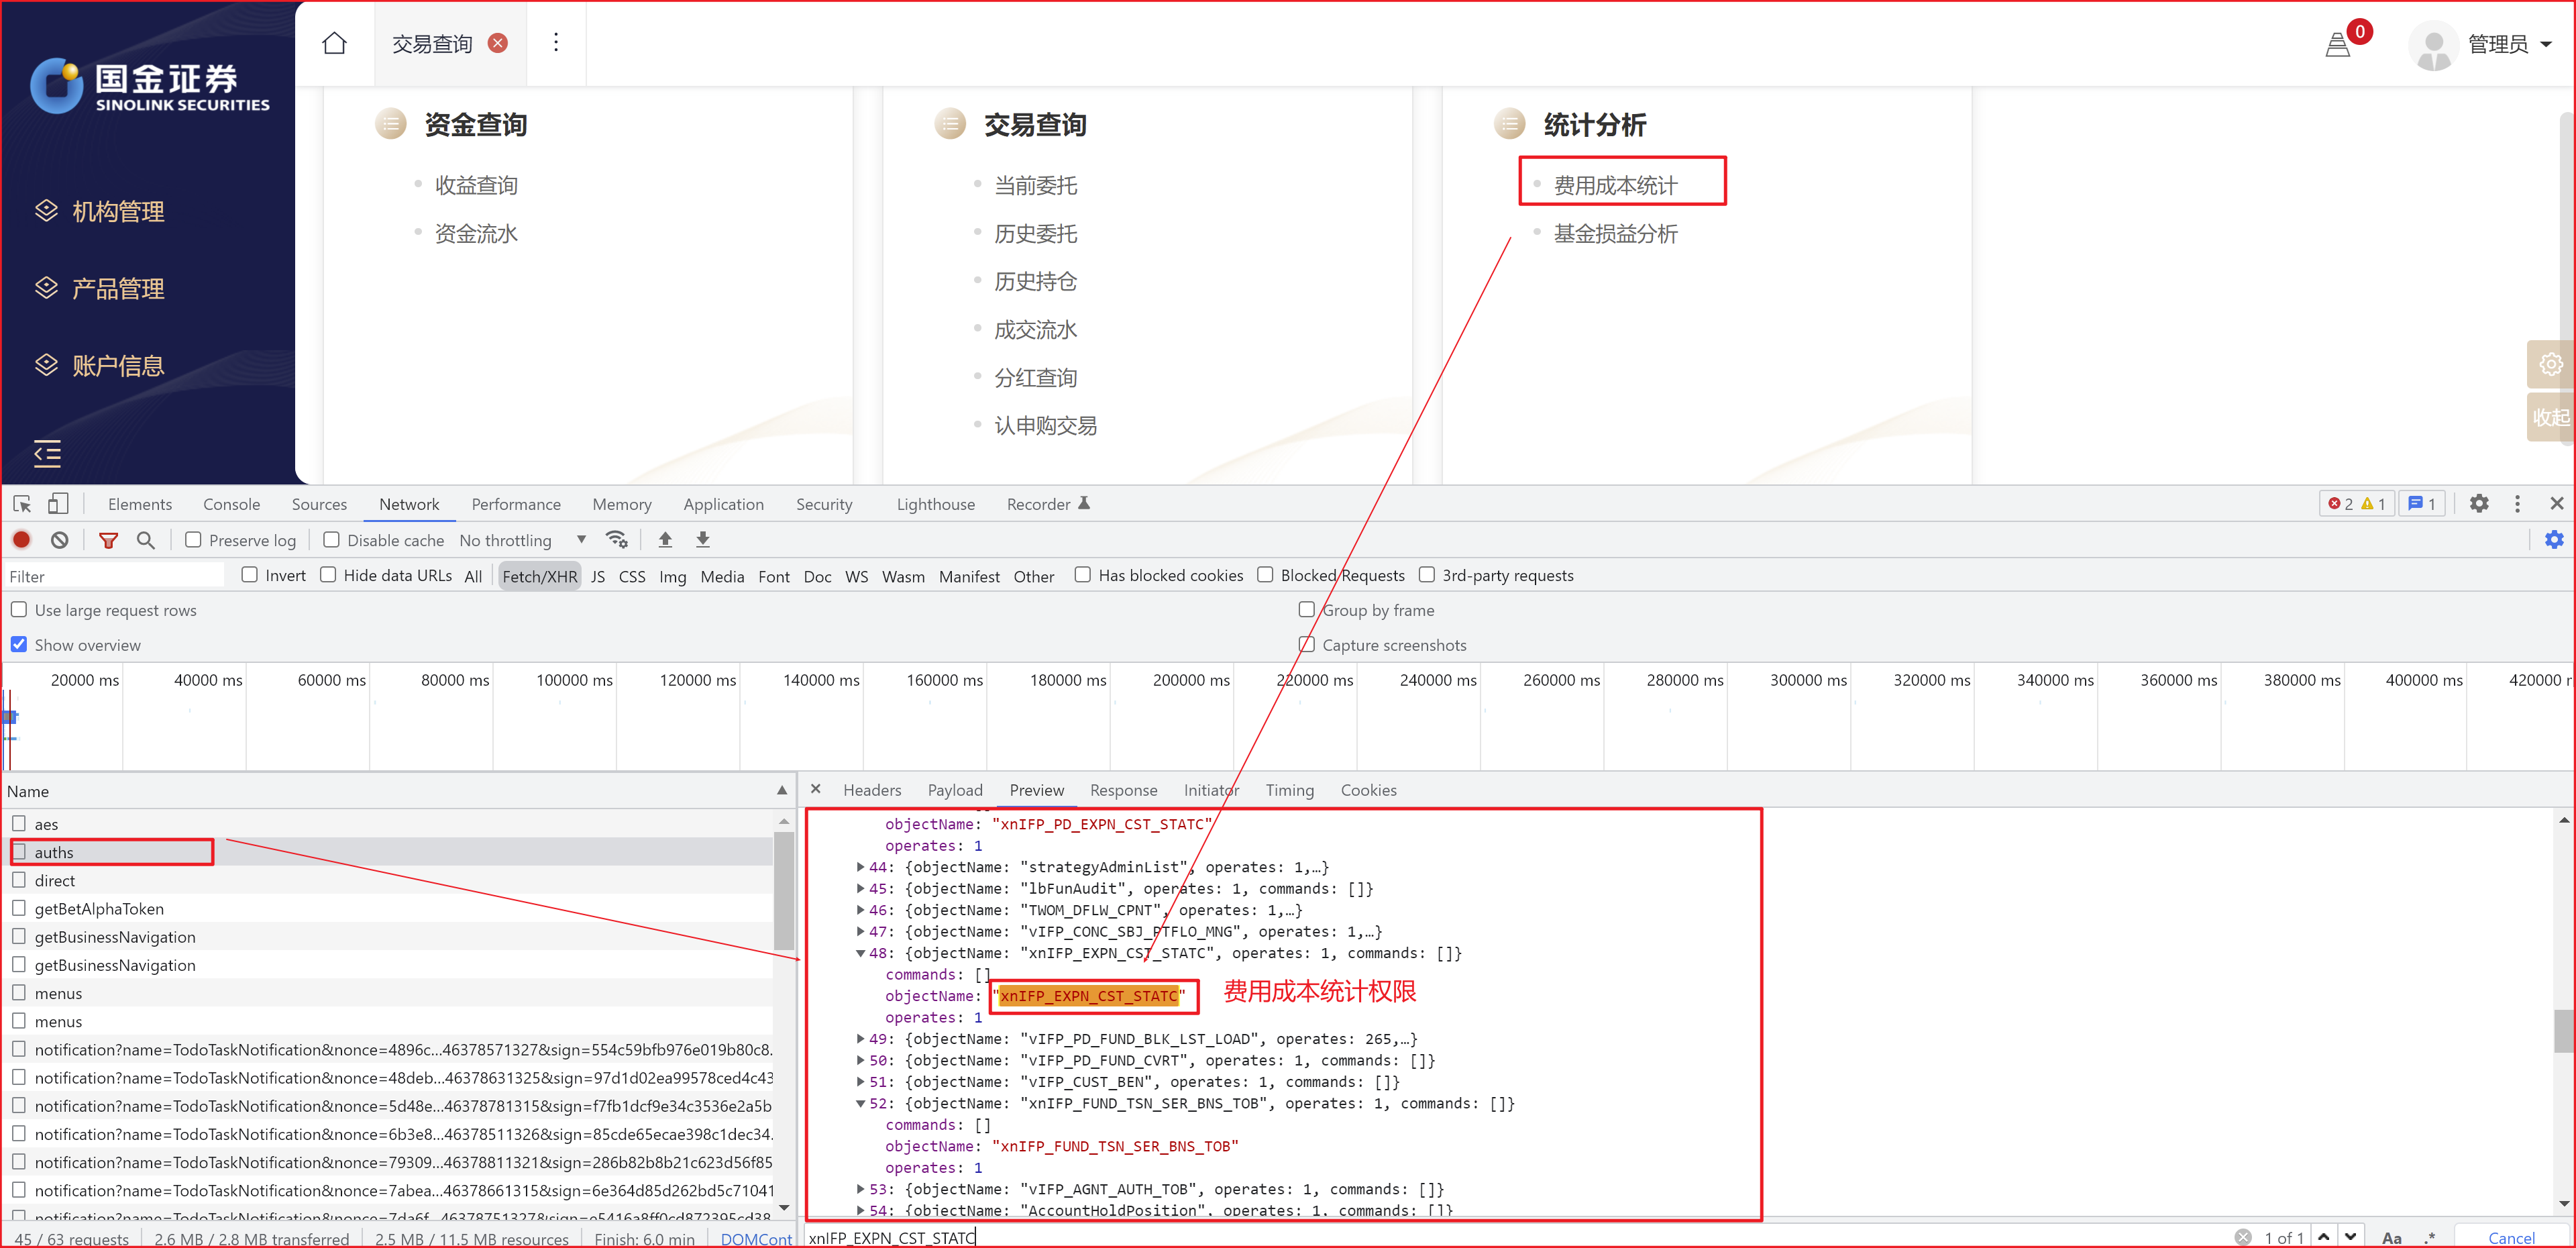 国金证券
SINOLINK SECURITIES
机构管理
产品管理
账户信息
交易查询
0
管理员
资金查询
收益查询
资金流水
交易查询
当前委托
历史委托
历史持仓
成交流水
分红查询
认申购交易
统计分析
费用成本统计
基金损益分析
收起
Elements Console Sources Network Performance Memory Application Security Lighthouse Recorder 2 1 1
Preserve log Disable cache No throttling
Filter Invert Hide data URLs All Fetch/XHR JS CSS Img Media Font Doc WS Wasm Manifest Other Has blocked cookies Blocked Requests 3rd-party requests
Use large request rows Group by frame
Show overview Capture screenshots
20000 ms 40000 ms 60000 ms 80000 ms 100000 ms 120000 ms 140000 ms 160000 ms 180000 ms 200000 ms 220000 ms 240000 ms 260000 ms 280000 ms 300000 ms 320000 ms 340000 ms 360000 ms 380000 ms 400000 ms 420000
Name
aes
auths
direct
getBetAlphaToken
getBusinessNavigation
getBusinessNavigation
menus
menus
notification?name=TodoTaskNotification&nonce=4896c...46378571327&sign=554c59bfb976e019b80c8.
notification?name=TodoTaskNotification&nonce=48deb...46378631325&sign=97d1d02ea99578ced4c43
notification?name=TodoTaskNotification&nonce=5d48e...46378781315&sign=f7fb1dcf9e34c3536e2a5b
notification?name=TodoTaskNotification&nonce=6b3e8...46378511326&sign=85cde65ecae398c1dec34.
notification?name=TodoTaskNotification&nonce=79309...46378811321&sign=286b82b8b21c623d56f85
notification?name=TodoTaskNotification&nonce=7abea...46378661315&sign=6e364d85d262bd5c71041
notification?name=TodoTaskNotification&nonce=7da6f...46378751327&sign=e5416a8ff0cd872395cd38
45 / 63 requests 2.6 MB / 2.8 MB transferred 2.5 MB / 11.5 MB resources Finish: 6.0 min DOMCont
Headers Payload Preview Response Initiator Timing Cookies
objectName: "xnIFP_PD_EXPN_CST_STATC"
operates: 1
44: {objectName: "strategyAdminList", operates: 1,…}
45: {objectName: "lbFunAudit", operates: 1, commands: []}
46: {objectName: "TWOM_DFLW_CPNT", operates: 1,…}
47: {objectName: "vIFP_CONC_SBJ_PTFLO_MNG", operates: 1,…}
48: {objectName: "xnIFP_EXPN_CST_STATC", operates: 1, commands: []}
commands: []
objectName: "xnIFP_EXPN_CST_STATC"
费用成本统计权限
operates: 1
49: {objectName: "vIFP_PD_FUND_BLK_LST_LOAD", operates: 265,…}
50: {objectName: "vIFP_PD_FUND_CVRT", operates: 1, commands: []}
51: {objectName: "vIFP_CUST_BEN", operates: 1, commands: []}
52: {objectName: "xnIFP_FUND_TSN_SER_BNS_TOB", operates: 1, commands: []}
commands: []
objectName: "xnIFP_FUND_TSN_SER_BNS_TOB"
operates: 1
53: {objectName: "vIFP_AGNT_AUTH_TOB", operates: 1, commands: []}
54: {objectName: "AccountHoldPosition", operates: 1, commands: []}
xnIFP_EXPN_CST_STATC 1 of 1 Aa .* Cancel